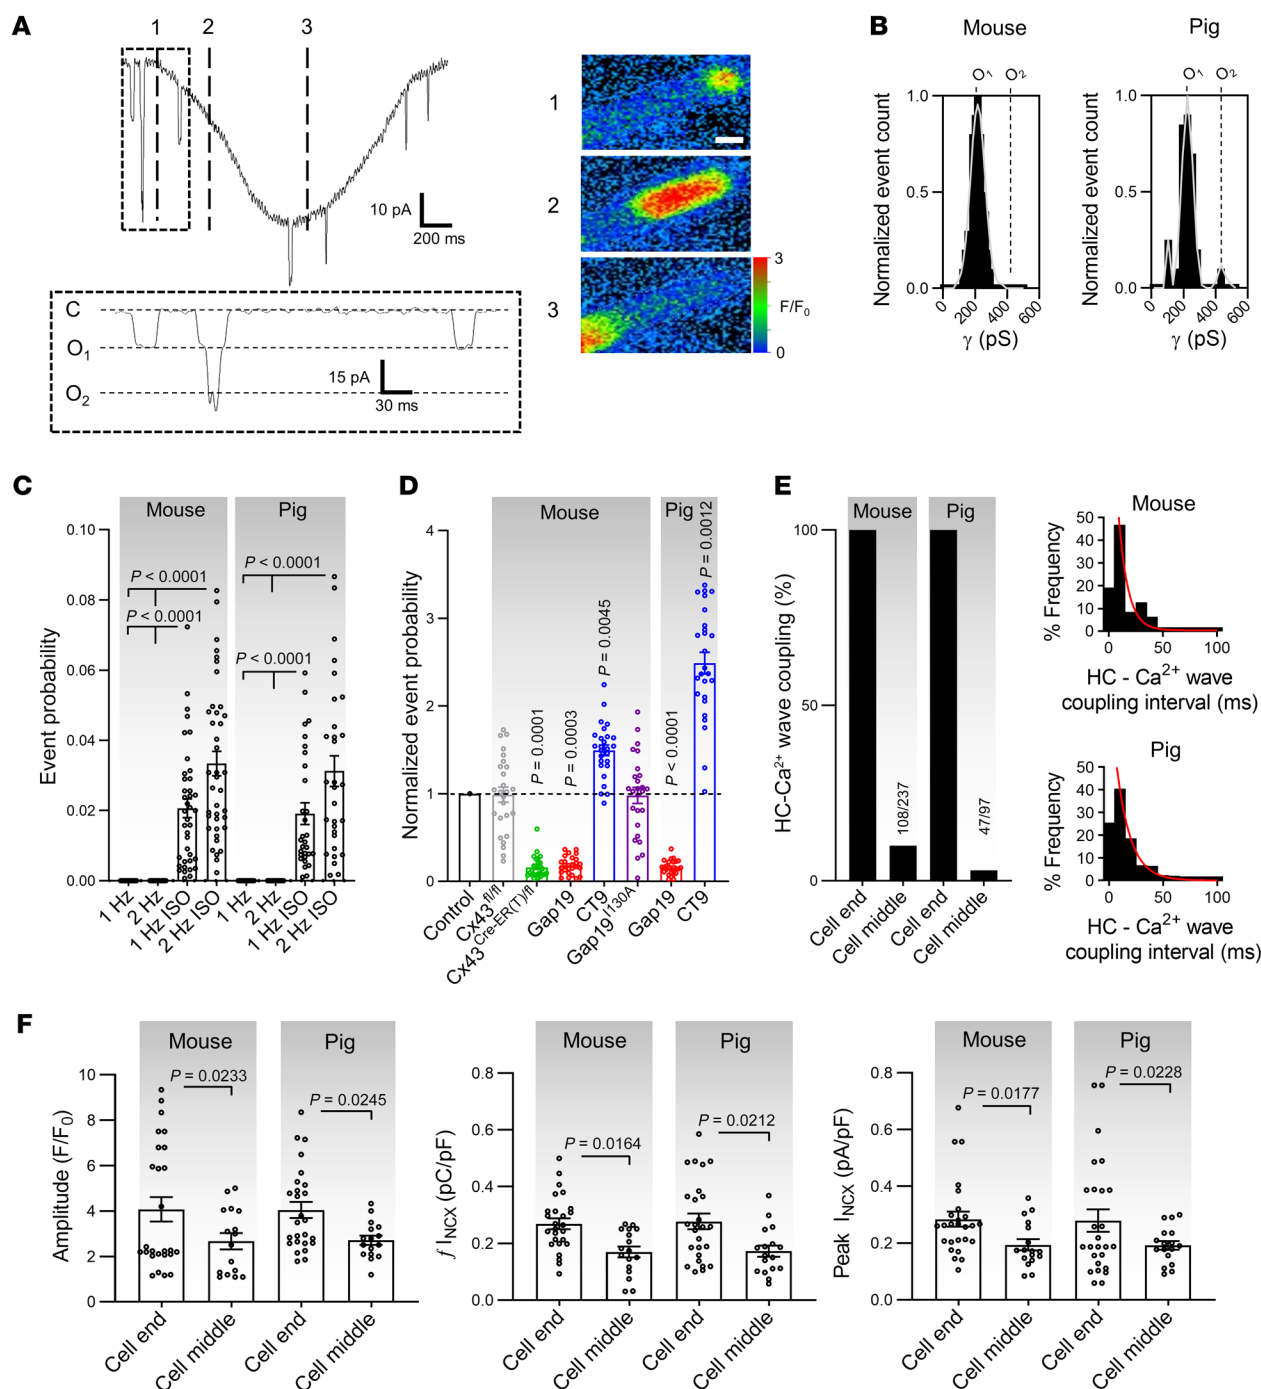 A
1
2
3
10 pA
200 ms
C
O1
O2
15 pA
30 ms
1
2
3
3
F/F0
0
B
Mouse
Pig
O1
O2
O1
O2
Normalized event count
1.0
0.5
0.0
0
200
400
600
γ (pS)
Normalized event count
1.0
0.5
0.0
0
200
400
600
γ (pS)
C
Mouse
Pig
Event probability
0.10
0.08
0.06
0.04
0.02
0.00
P < 0.0001
P < 0.0001
P < 0.0001
P < 0.0001
1 Hz
2 Hz
1 Hz ISO
2 Hz ISO
1 Hz
2 Hz
1 Hz ISO
2 Hz ISO
D
Mouse
Pig
Normalized event probability
4
3
2
1
0
P = 0.0001
P = 0.0003
P = 0.0045
P < 0.0001
P = 0.0012
Control
Cx43fl/fl
Cx43Cre-ER(T)/fl
Gap19
CT9
Gap19I130A
Gap19
CT9
E
Mouse
Pig
HC-Ca2+ wave coupling (%)
100
50
0
108/237
47/97
Cell end
Cell middle
Cell end
Cell middle
Mouse
% Frequency
50
40
30
20
10
0
0
50
100
HC - Ca2+ wave
coupling interval (ms)
Pig
% Frequency
50
40
30
20
10
0
0
50
100
HC - Ca2+ wave
coupling interval (ms)
F
Mouse
Pig
Amplitude (F/F0)
10
8
6
4
2
0
P = 0.0233
P = 0.0245
Cell end
Cell middle
Cell end
Cell middle
Mouse
Pig
∫ INCX (pC/pF)
0.8
0.6
0.4
0.2
0.0
P = 0.0164
P = 0.0212
Cell end
Cell middle
Cell end
Cell middle
Mouse
Pig
Peak INCX (pA/pF)
0.8
0.6
0.4
0.2
0.0
P = 0.0177
P = 0.0228
Cell end
Cell middle
Cell end
Cell middle